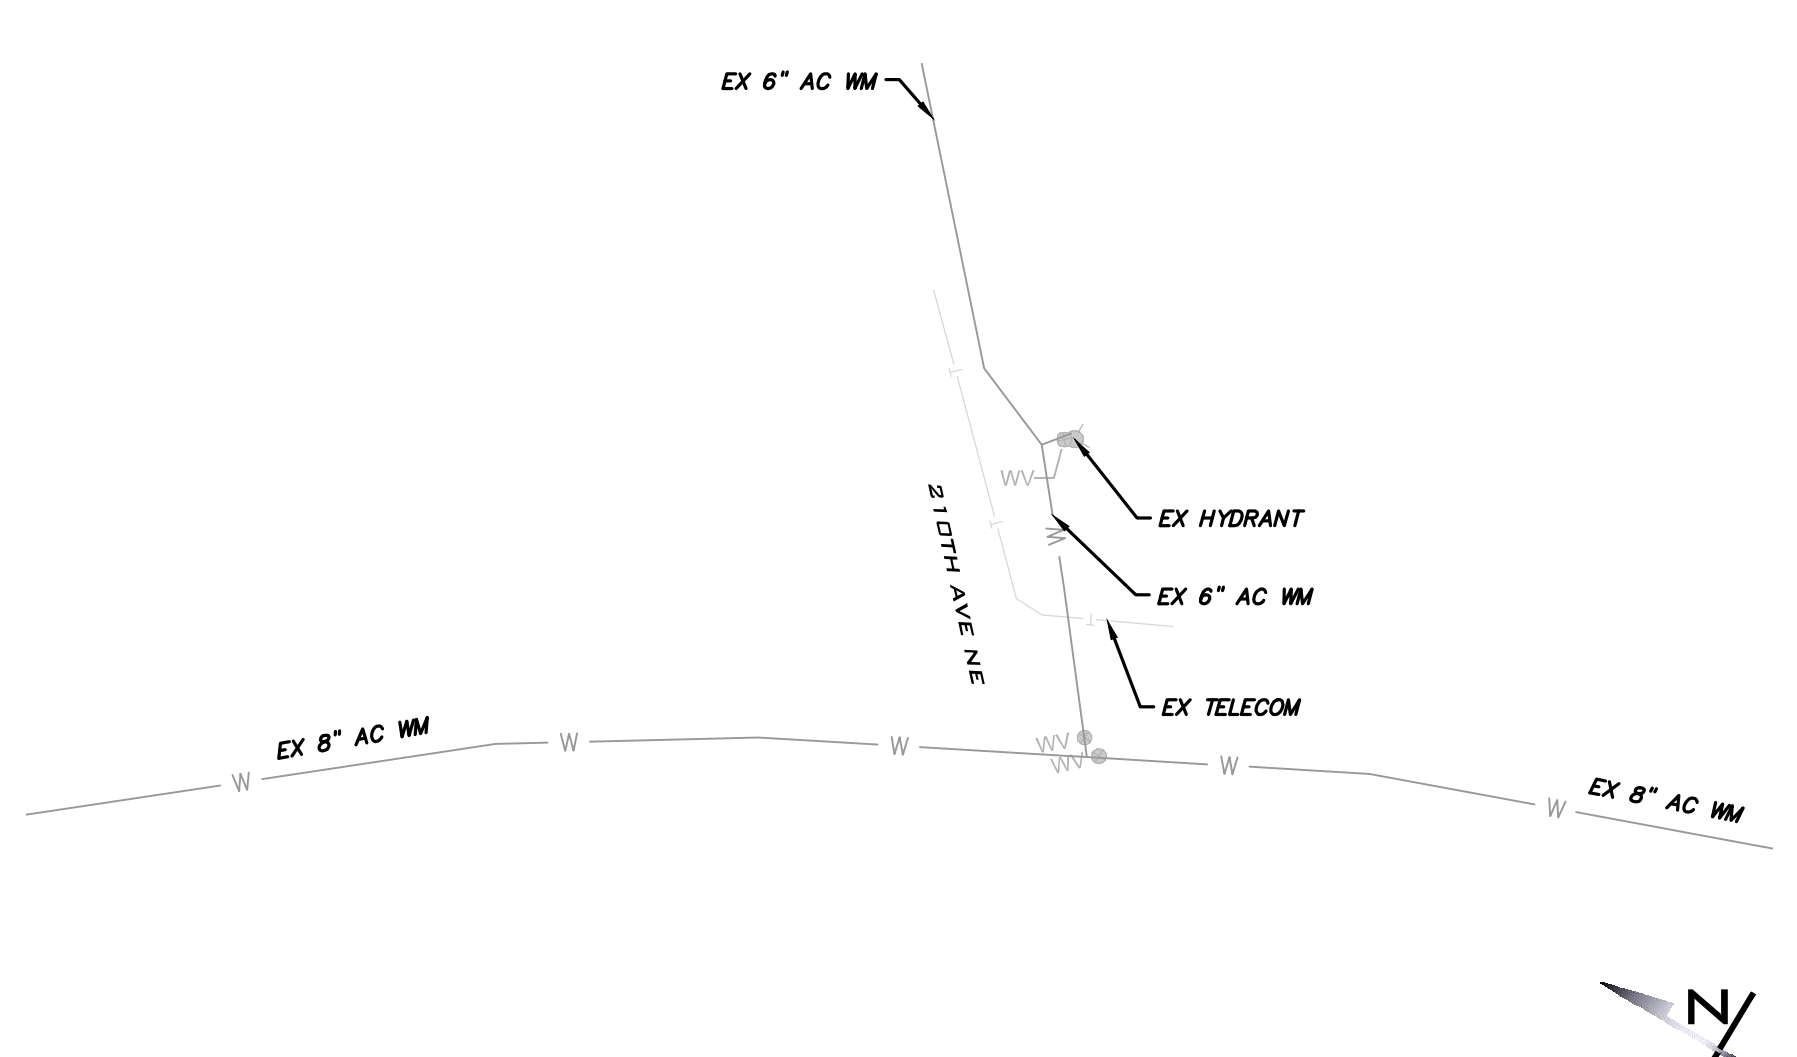 EX 6" AC WM
T
WV
EX HYDRANT
210TH AVE NE
T
W
EX 6" AC WM
T
EX TELECOM
EX 8" AC WM
W
W
W
WV
WV
W
W
EX 8" AC WM
N